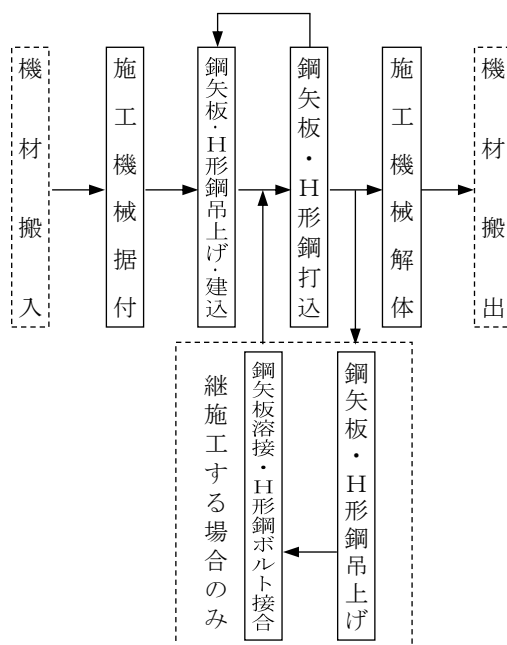 機材搬入
施工機械据付
鋼矢板・H形鋼吊上げ・建込
鋼矢板・H形鋼打込
施工機械解体
機材搬出
継施工する場合のみ
鋼矢板溶接・H形鋼ボルト接合
鋼矢板・H形鋼吊上げ